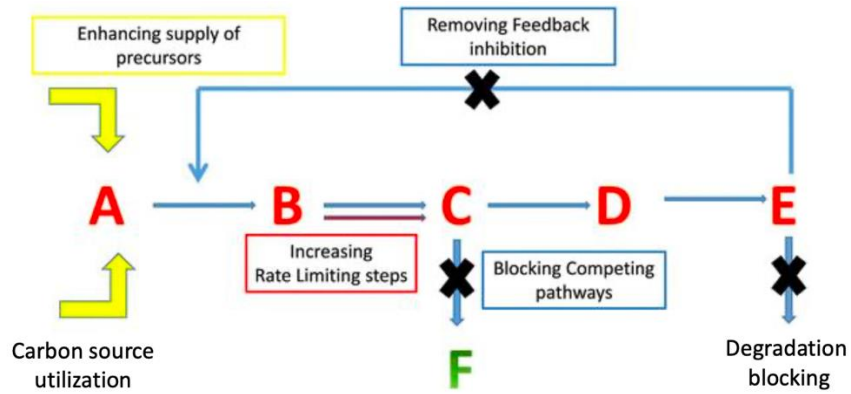 Enhancing supply of
precursors
Removing Feedback
inhibition
A
B
C
D
E
Increasing
Rate Limiting steps
Blocking Competing
pathways
Carbon source
utilization
F
Degradation
blocking